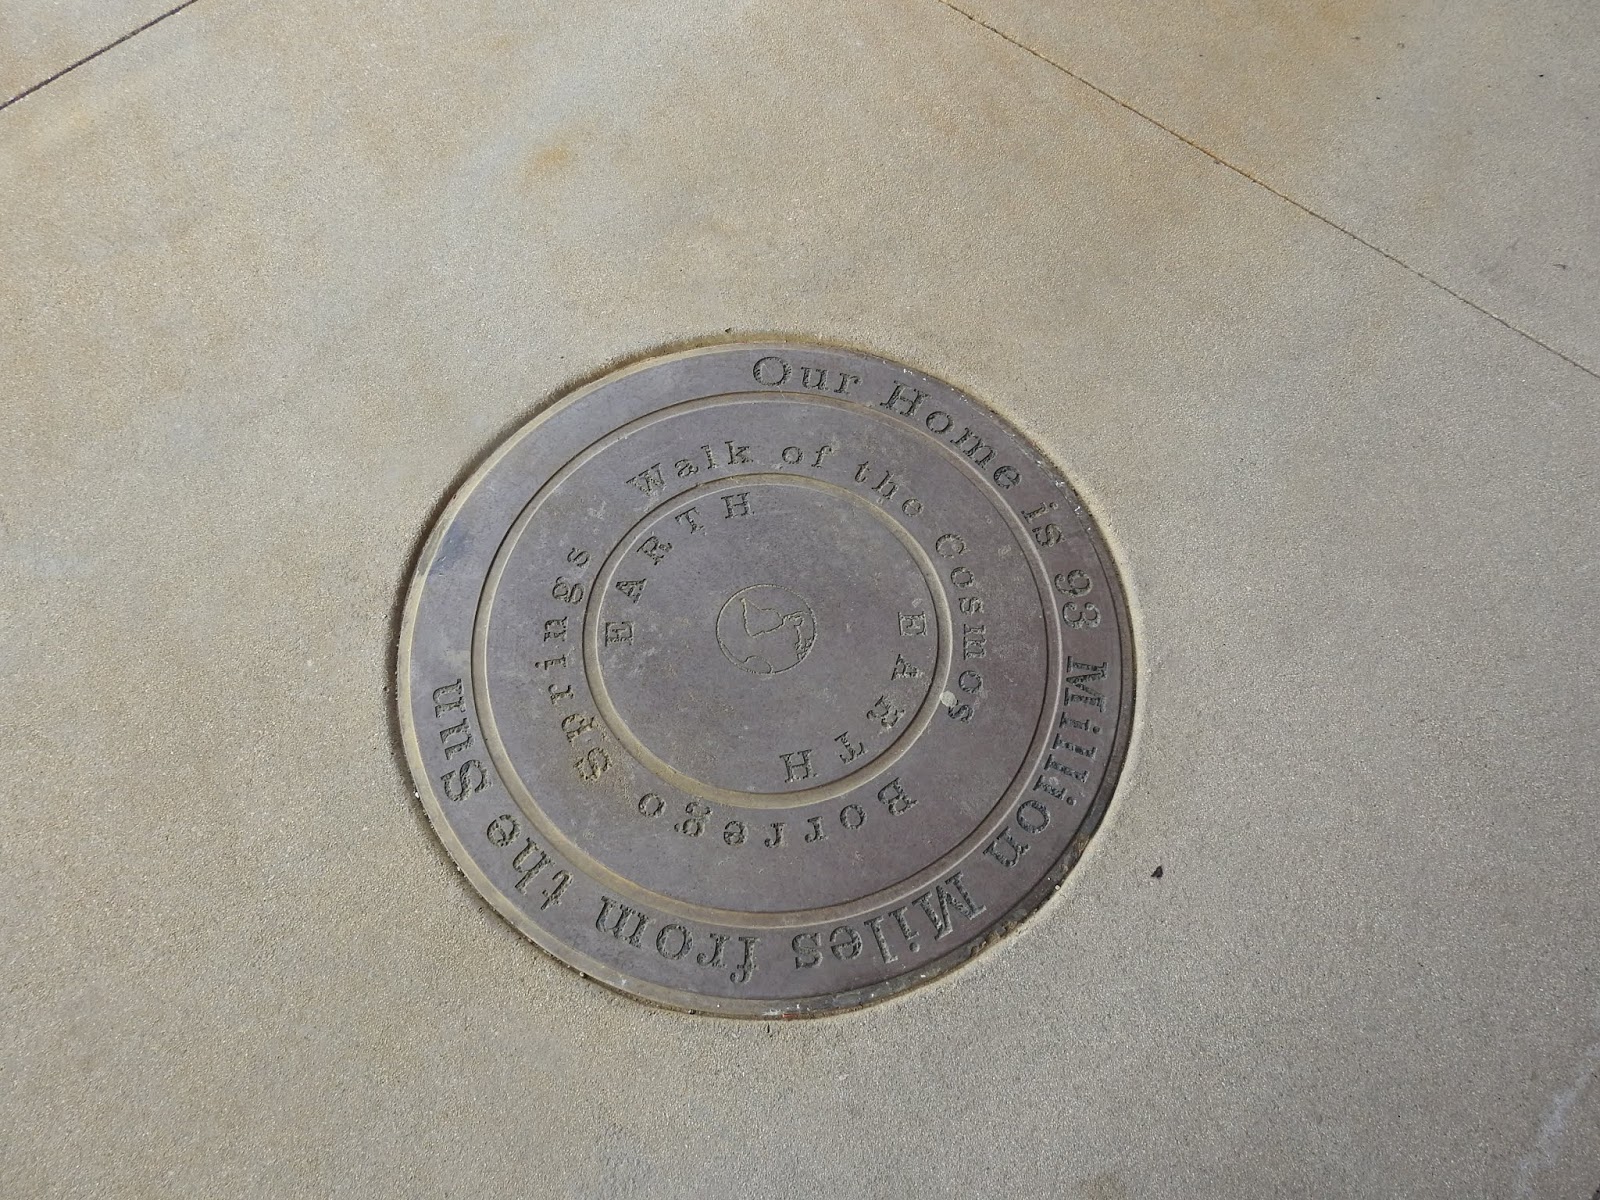 Our Home is 93 Million Miles from the Sun
Walk of the Cosmos
Borrego Springs
EARTH
EARTH